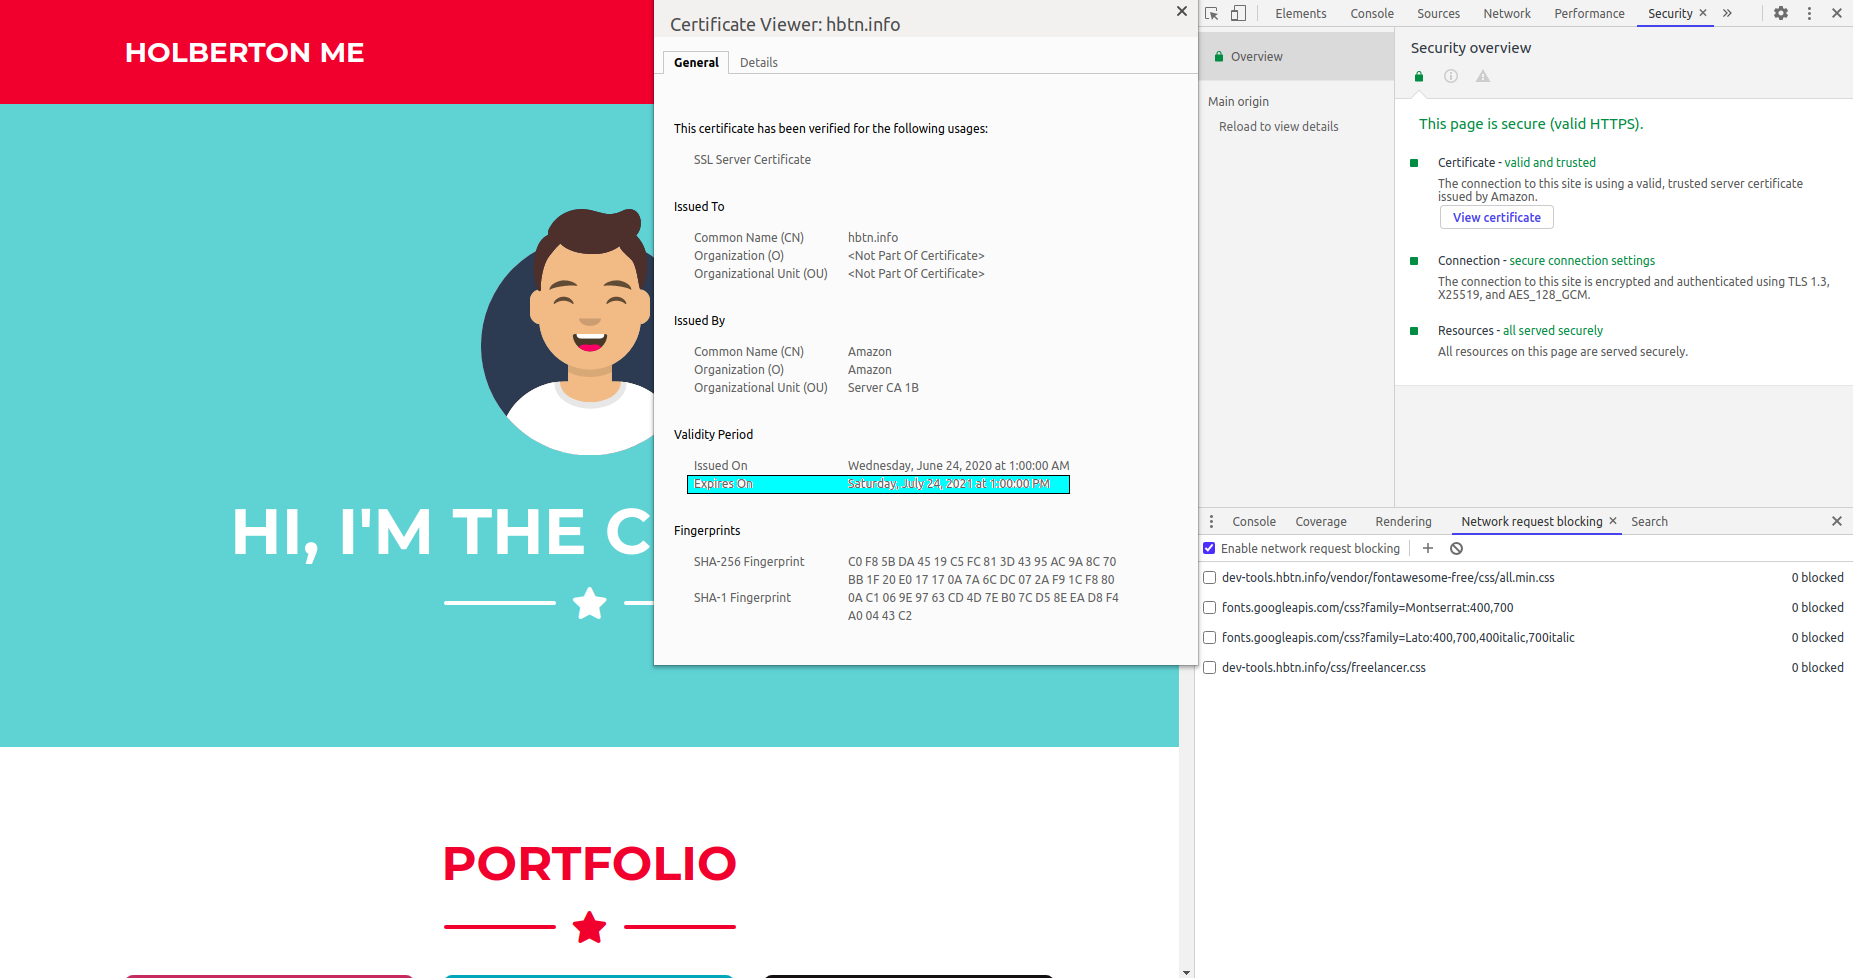 HOLBERTON ME
HI, I'M THE C
PORTFOLIO
Certificate Viewer: hbtn.info
General Details
This certificate has been verified for the following usages:
SSL Server Certificate
Issued To
Common Name (CN) hbtn.info
Organization (O) <Not Part Of Certificate>
Organizational Unit (OU) <Not Part Of Certificate>
Issued By
Common Name (CN) Amazon
Organization (O) Amazon
Organizational Unit (OU) Server CA 1B
Validity Period
Issued On Wednesday, June 24, 2020 at 1:00:00 AM
Expires On Saturday, July 24, 2021 at 1:00:00 PM
Fingerprints
SHA-256 Fingerprint C0 F8 5B DA 45 19 C5 FC 81 3D 43 95 AC 9A 8C 70
BB 1F 20 E0 17 17 0A 7A 6C DC 07 2A F9 1C F8 80
SHA-1 Fingerprint 0A C1 06 9E 97 63 CD 4D 7E B0 7C D5 8E EA D8 F4
A0 04 43 C2
Elements Console Sources Network Performance Security
Overview
Main origin
Reload to view details
Security overview
This page is secure (valid HTTPS).
Certificate - valid and trusted
The connection to this site is using a valid, trusted server certificate
issued by Amazon.
View certificate
Connection - secure connection settings
The connection to this site is encrypted and authenticated using TLS 1.3,
X25519, and AES_128_GCM.
Resources - all served securely
All resources on this page are served securely.
Console Coverage Rendering Network request blocking Search
Enable network request blocking
dev-tools.hbtn.info/vendor/fontawesome-free/css/all.min.css 0 blocked
fonts.googleapis.com/css?family=Montserrat:400,700 0 blocked
fonts.googleapis.com/css?family=Lato:400,700,400italic,700italic 0 blocked
dev-tools.hbtn.info/css/freelancer.css 0 blocked